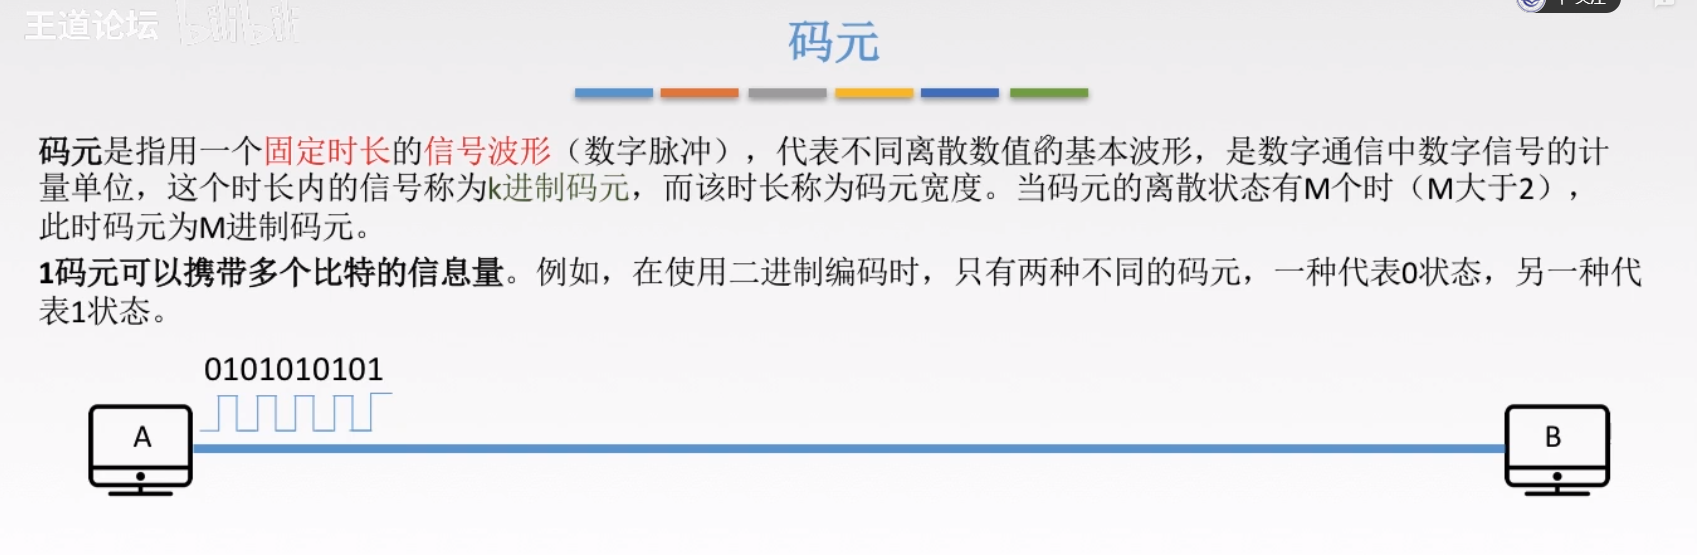 王道论坛 bilibili
码元
码元是指用一个固定时长的信号波形（数字脉冲），代表不同离散数值的基本波形，是数字通信中数字信号的计
量单位，这个时长内的信号称为k进制码元，而该时长称为码元宽度。当码元的离散状态有M个时（M大于2），
此时码元为M进制码元。
1码元可以携带多个比特的信息量。例如，在使用二进制编码时，只有两种不同的码元，一种代表0状态，另一种代
表1状态。
0101010101
A
B